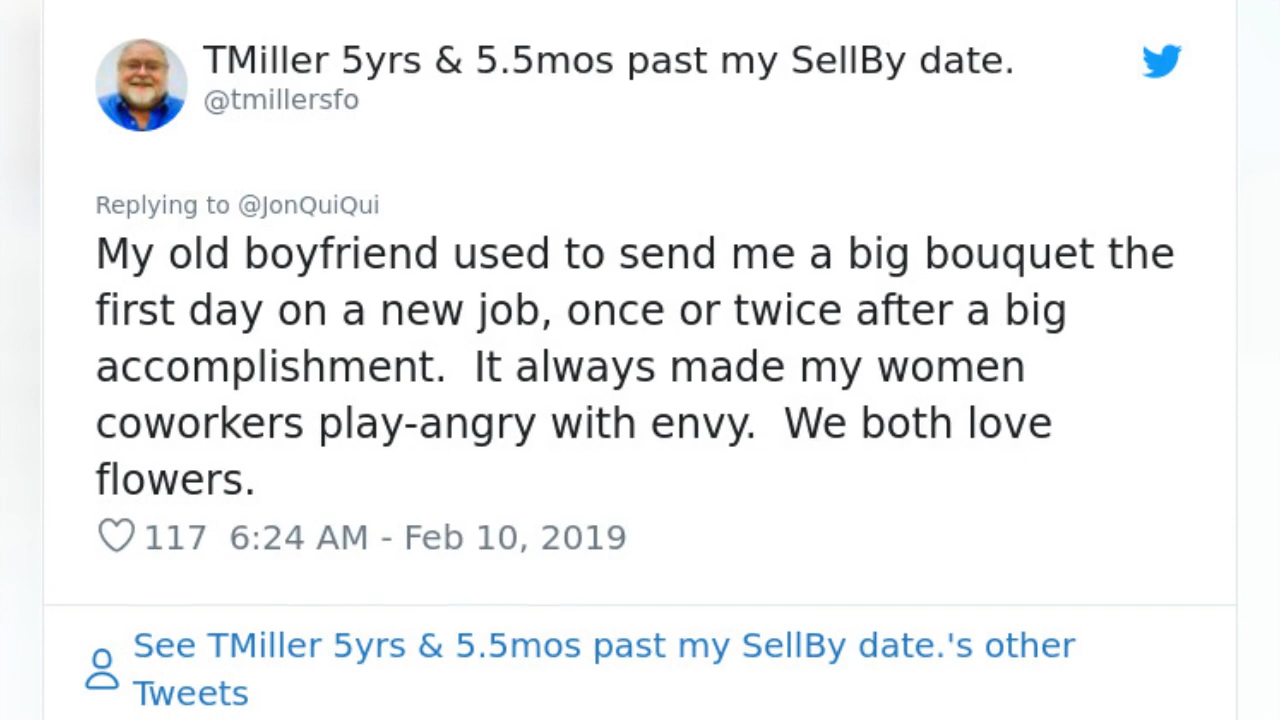 TMiller 5yrs & 5.5mos past my SellBy date.
@tmillersfo
Replying to @JonQuiQui
My old boyfriend used to send me a big bouquet the
first day on a new job, once or twice after a big
accomplishment.  It always made my women
coworkers play-angry with envy.  We both love
flowers.
117  6:24 AM - Feb 10, 2019
See TMiller 5yrs & 5.5mos past my SellBy date.'s other
Tweets